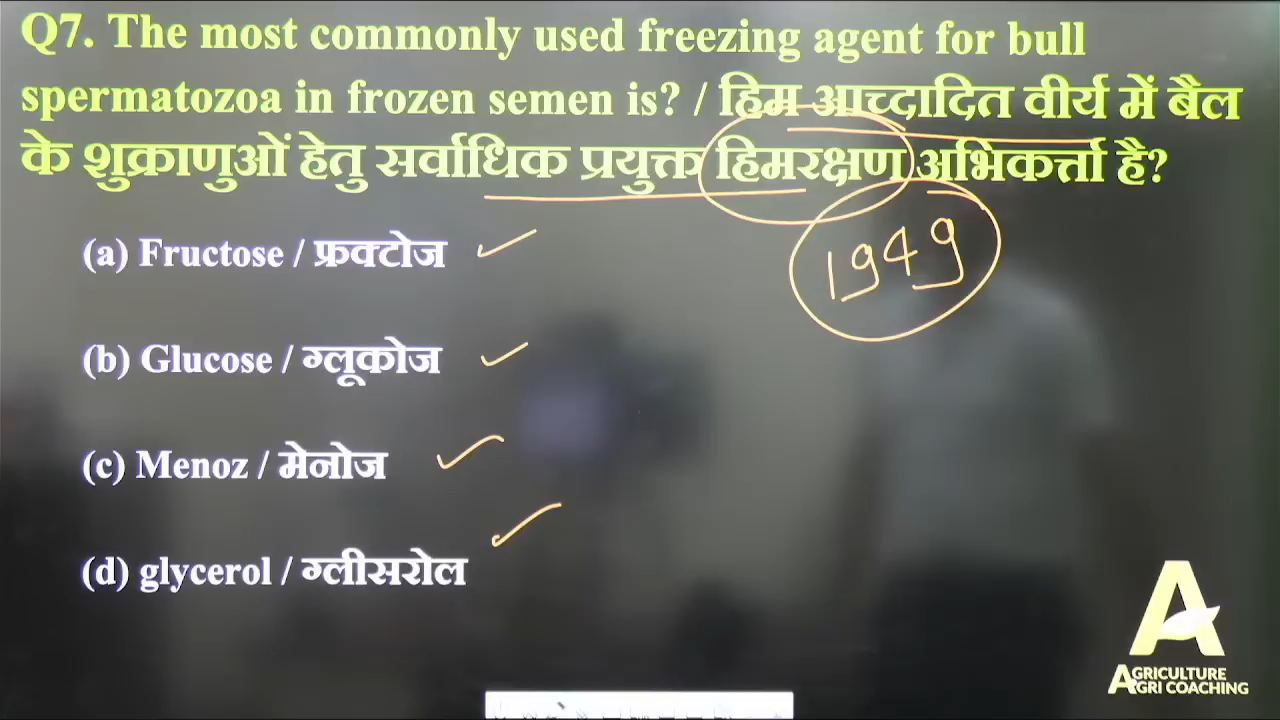 Q7. The most commonly used freezing agent for bull
spermatozoa in frozen semen is? / हिम आच्दादित वीर्य में बैल
के शुक्राणुओं हेतु सर्वाधिक प्रयुक्त हिमरक्षण अभिकर्त्ता है?
1949
(a) Fructose / फ्रक्टोज
(b) Glucose / ग्लूकोज
(c) Menoz / मेनोज
(d) glycerol / ग्लीसरोल
A
AGRICULTURE
AGRI COACHING